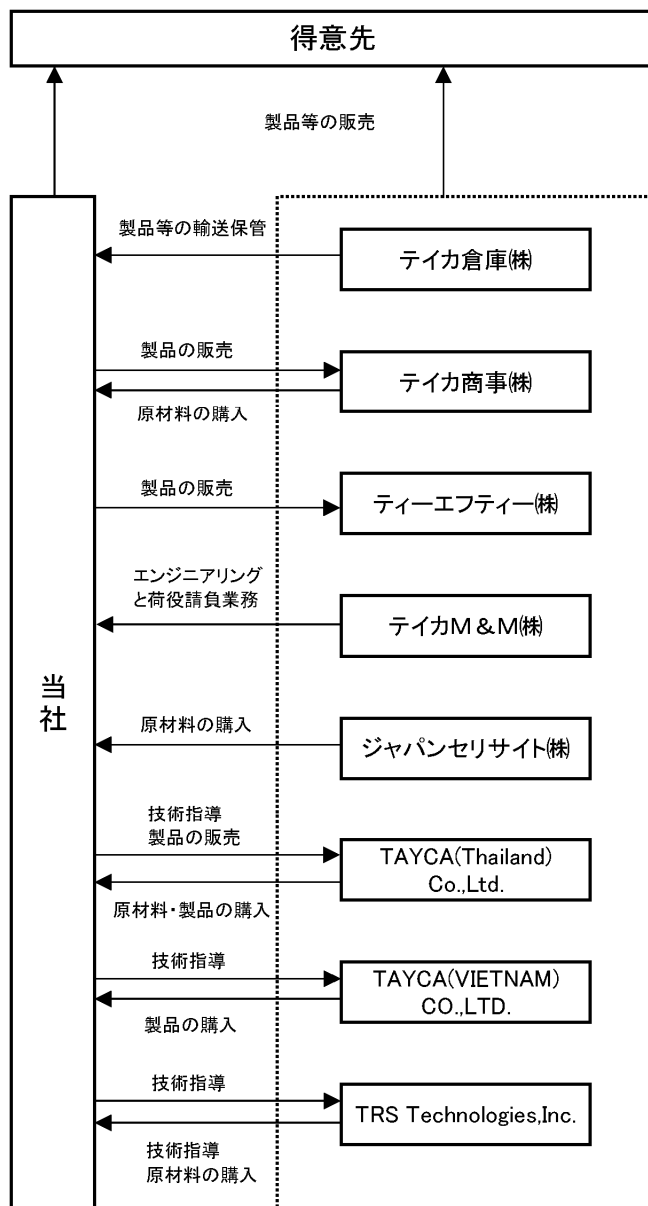 得意先
製品等の販売
製品等の輸送保管
テイカ倉庫㈱
製品の販売
テイカ商事㈱
原材料の購入
製品の販売
ティーエフティー㈱
エンジニアリング
と荷役請負業務
テイカM&M㈱
当社
原材料の購入
ジャパンセリサイト㈱
技術指導
製品の販売
TAYCA(Thailand)
Co.,Ltd.
原材料・製品の購入
技術指導
TAYCA(VIETNAM)
CO.,LTD.
製品の購入
技術指導
TRS Technologies,Inc.
技術指導
原材料の購入